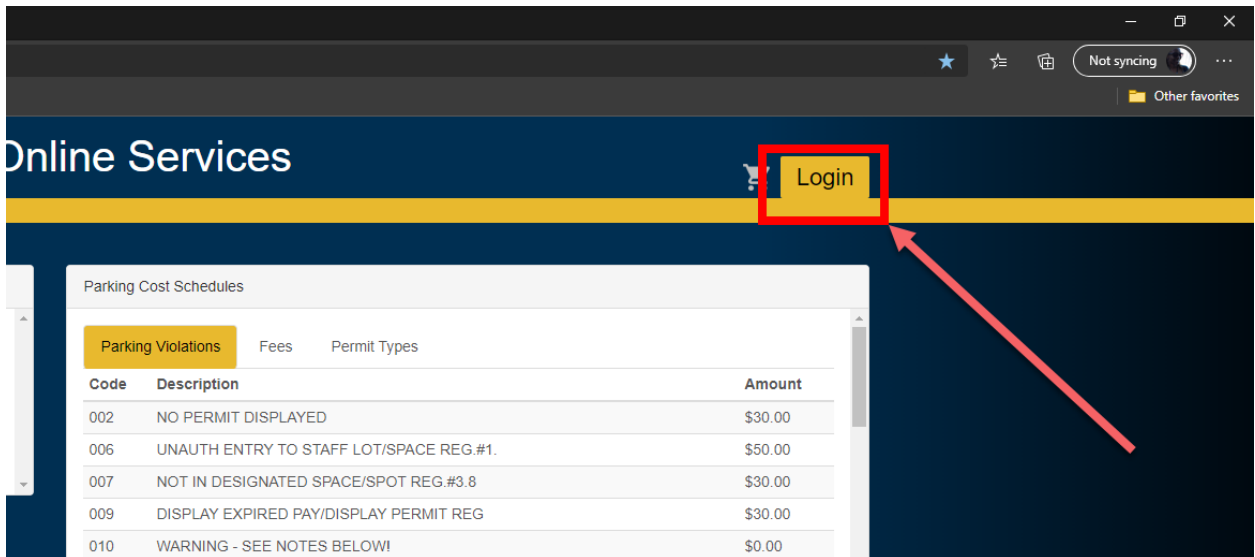 Not syncing
Other favorites
Online Services
Login
Parking Cost Schedules
Parking Violations Fees Permit Types
Code Description Amount
002 NO PERMIT DISPLAYED $30.00
006 UNAUTH ENTRY TO STAFF LOT/SPACE REG.#1. $50.00
007 NOT IN DESIGNATED SPACE/SPOT REG.#3.8 $30.00
009 DISPLAY EXPIRED PAY/DISPLAY PERMIT REG $30.00
010 WARNING - SEE NOTES BELOW! $0.00